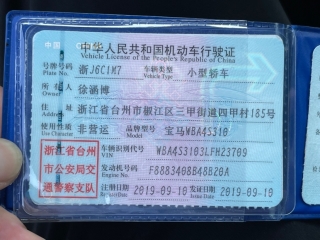 中华人民共和国机动车行驶证
Vehicle License of the People's Republic of China
号牌号码 Plate No. 浙J6C1M7 车辆类型 Vehicle Type 小型轿车
所有人 Owner 徐涵博
住址 Address 浙江省台州市椒江区三甲街道四甲村185号
使用性质 Use Character 非营运 品牌型号 Model 宝马WBA4S310
浙江省台州市公安局交通警察支队
车辆识别代号 VIN WBA4S3103LFH23709
发动机号码 Engine No. F8883408B48B20A
注册日期 Register Date 2019-09-10 发证日期 Issue Date 2019-09-10